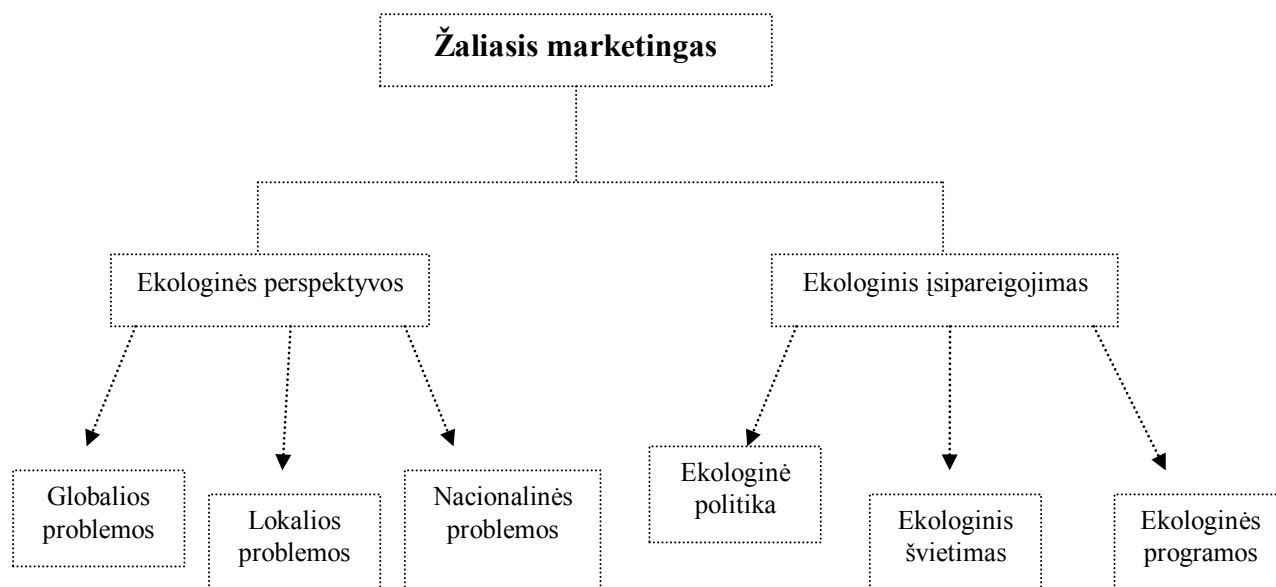 Žaliasis marketingas
Ekologinės perspektyvos
Ekologinis įsipareigojimas
Globalios
problemos
Lokalios
problemos
Nacionalinės
problemos
Ekologinė
politika
Ekologinis
švietimas
Ekologinės
programos